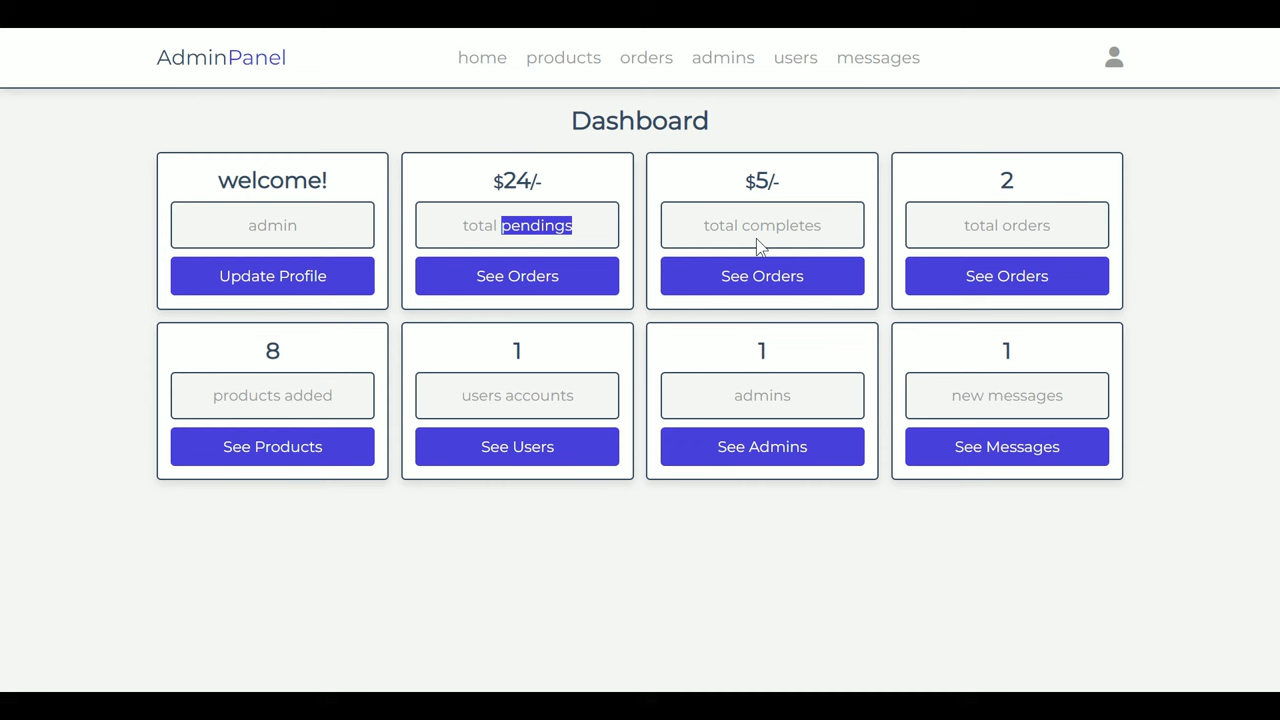 AdminPanel
home products orders admins users messages
Dashboard
welcome!
admin
Update Profile
$24/-
total pendings
See Orders
$5/-
total completes
See Orders
2
total orders
See Orders
8
products added
See Products
1
users accounts
See Users
1
admins
See Admins
1
new messages
See Messages